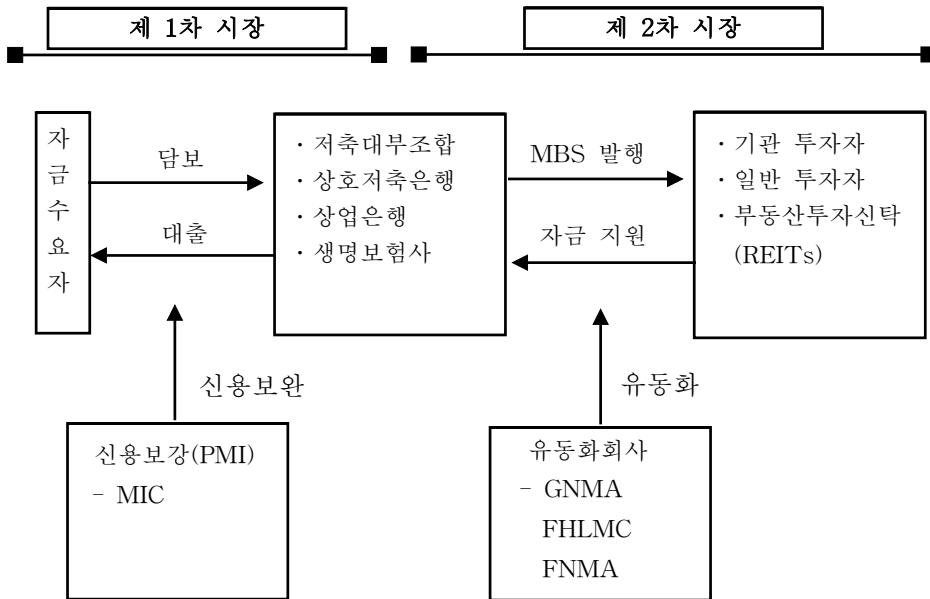 제 1차 시장
제 2차 시장
자
금
수
요
자
담보
대출
· 저축대부조합
· 상호저축은행
· 상업은행
· 생명보험사
MBS 발행
자금 지원
· 기관 투자자
· 일반 투자자
· 부동산투자신탁
(REITs)
신용보완
유동화
신용보강(PMI)
- MIC
유동화회사
- GNMA
FHLMC
FNMA